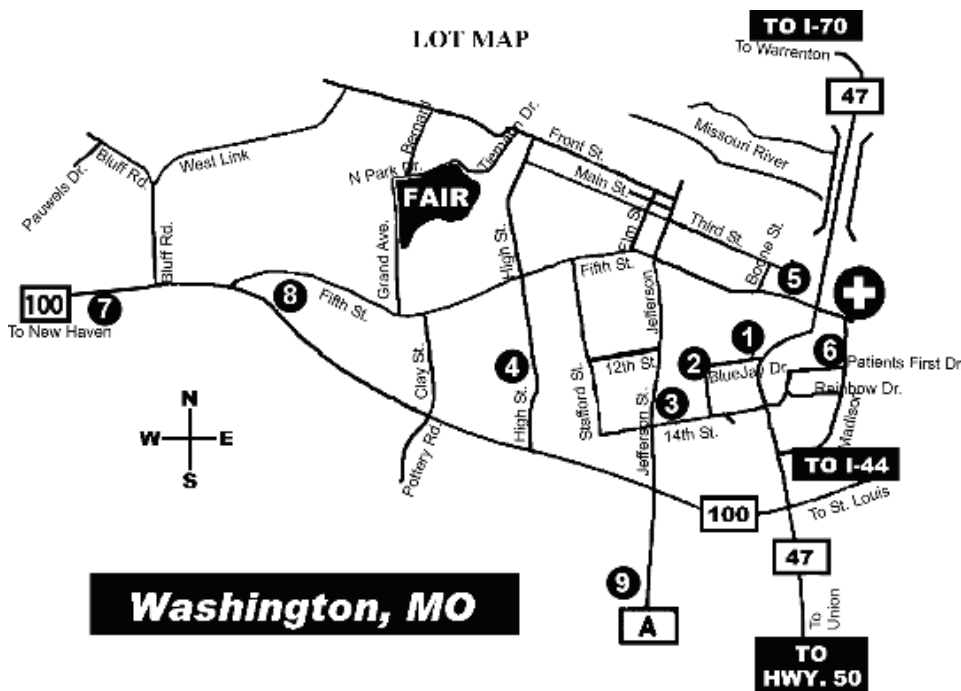 LOT MAP
TO I-70
To Warrenton
47
Missouri River
Bernard
Tiemann Dr.
Front St.
Main St.
Bluff Rd.
Pauwels Dr.
West Link
N Park Dr.
FAIR
Elm St.
Third St.
Boone St.
High St.
Grand Ave.
Bluff Rd.
Fifth St.
Jefferson
5
100
7
8
To New Haven
Fifth St.
1
6
Patients First Dr
2
BlueJay Dr.
Rainbow Dr.
4
12th St.
Clay St.
Stafford St.
3
14th St.
High St.
Jefferson St.
Madison
Pottery Rd.
N
W
E
S
TO I-44
To St. Louis
100
47
9
A
To
Union
Washington, MO
TO
HWY. 50